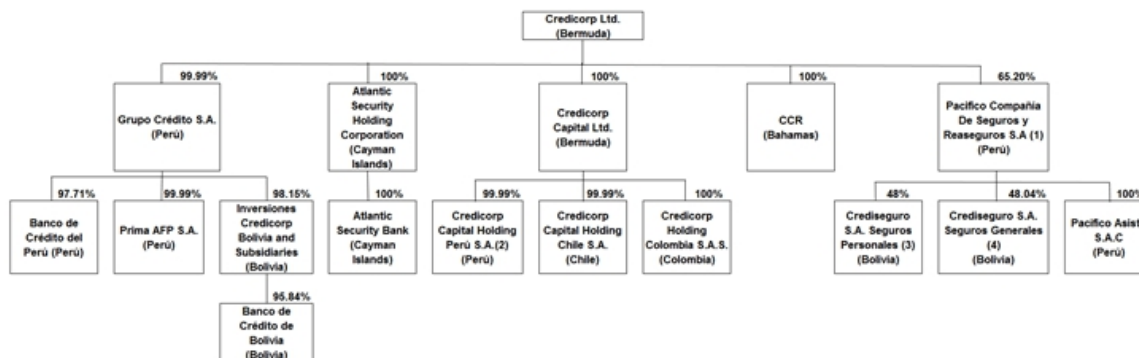 Credicorp Ltd.
(Bermuda)
99.99%
100%
100%
100%
65.20%
Grupo Crédito S.A.
(Perú)
Atlantic
Security
Holding
Corporation
(Cayman
Islands)
Credicorp
Capital Ltd.
(Bermuda)
CCR
(Bahamas)
Pacifico Compañía
De Seguros y
Reaseguros S.A (1)
(Perú)
97.71%
99.99%
98.15%
100%
99.99%
99.99%
100%
48%
48.04%
100%
Banco de
Crédito del
Perú (Perú)
Prima AFP S.A.
(Perú)
Inversiones
Credicorp
Bolivia and
Subsidiaries
(Bolivia)
Atlantic
Security Bank
(Cayman
Islands)
Credicorp
Capital Holding
Perú S.A.(2)
(Perú)
Credicorp
Capital Holding
Chile S.A.
(Chile)
Credicorp
Holding
Colombia S.A.S.
(Colombia)
Crediseguro
S.A. Seguros
Personales (3)
(Bolivia)
Crediseguro S.A.
Seguros Generales
(4)
(Bolivia)
Pacifico Asist
S.A.C
(Perú)
95.84%
Banco de
Crédito de
Bolivia
(Bolivia)